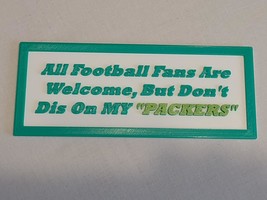 All Football Fans Are
Welcome, But Don't
Dis On MY "PACKERS"